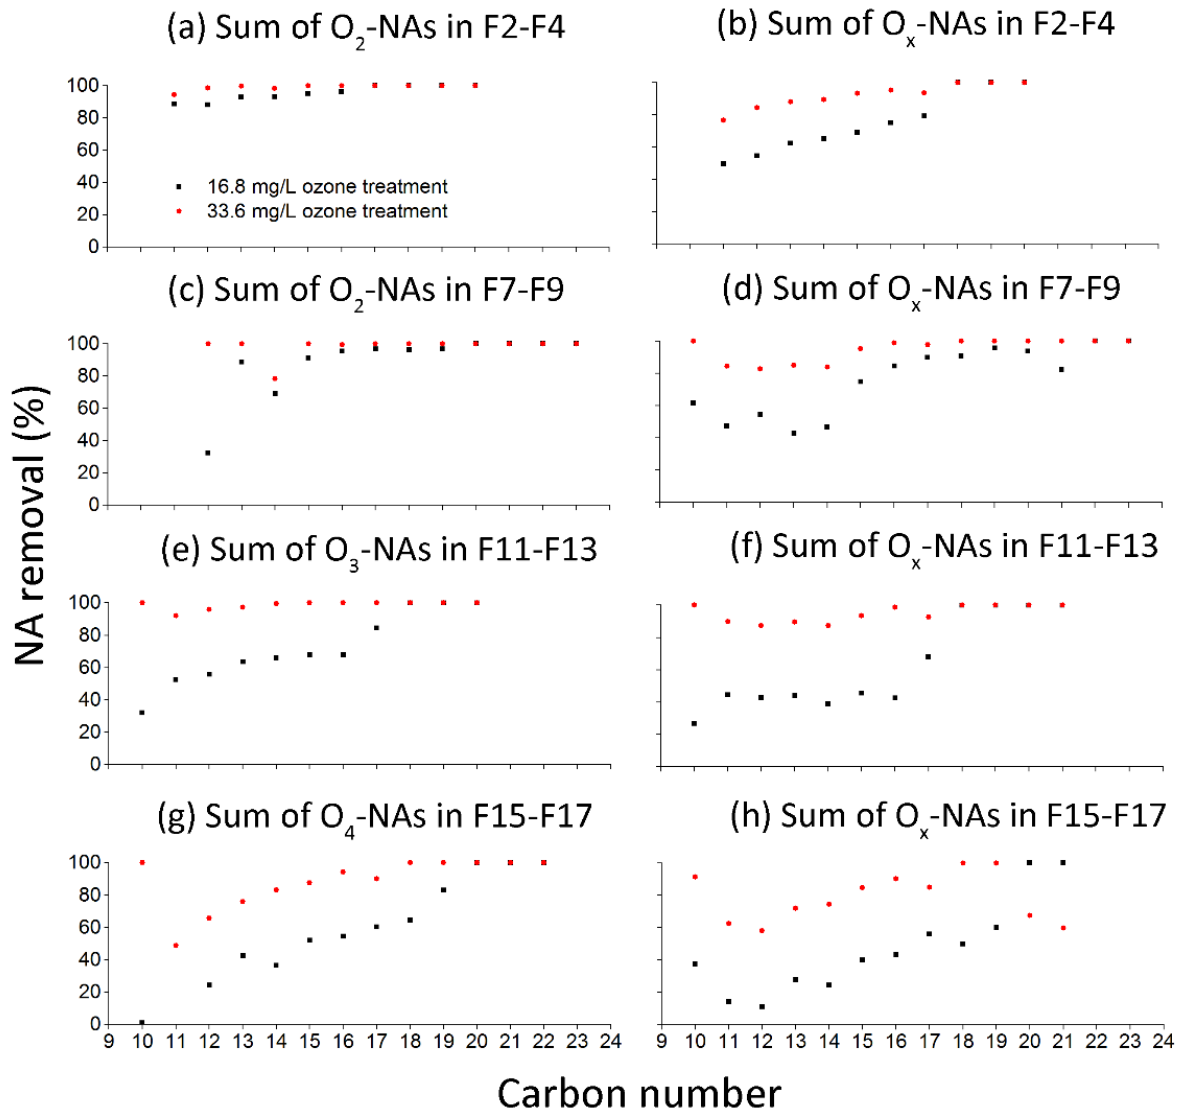 (a) Sum of O2-NAs in F2-F4
(b) Sum of Ox-NAs in F2-F4
100
80
60
40
20
0
16.8 mg/L ozone treatment
33.6 mg/L ozone treatment
(c) Sum of O2-NAs in F7-F9
(d) Sum of Ox-NAs in F7-F9
100
80
60
40
20
0
NA removal (%)
(e) Sum of O3-NAs in F11-F13
(f) Sum of Ox-NAs in F11-F13
100
80
60
40
20
0
(g) Sum of O4-NAs in F15-F17
(h) Sum of Ox-NAs in F15-F17
100
80
60
40
20
0
9 10 11 12 13 14 15 16 17 18 19 20 21 22 23 24
9 10 11 12 13 14 15 16 17 18 19 20 21 22 23 24
Carbon number